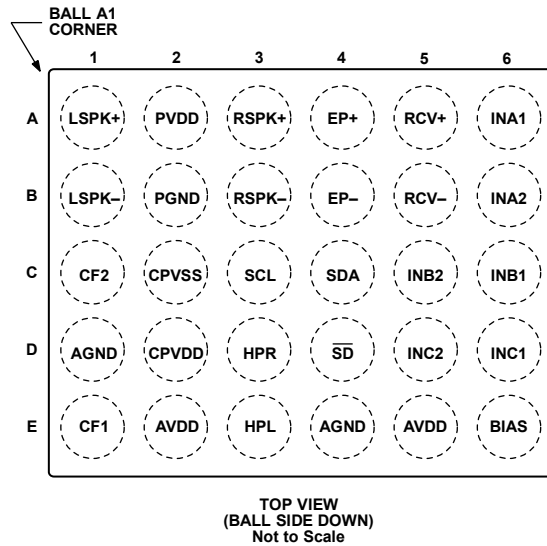 BALL A1
CORNER
1 2 3 4 5 6
A LSPK+ PVDD RSPK+ EP+ RCV+ INA1
B LSPK– PGND RSPK– EP– RCV– INA2
C CF2 CPVSS SCL SDA INB2 INB1
D AGND CPVDD HPR S̅D̅ INC2 INC1
E CF1 AVDD HPL AGND AVDD BIAS
TOP VIEW
(BALL SIDE DOWN)
Not to Scale